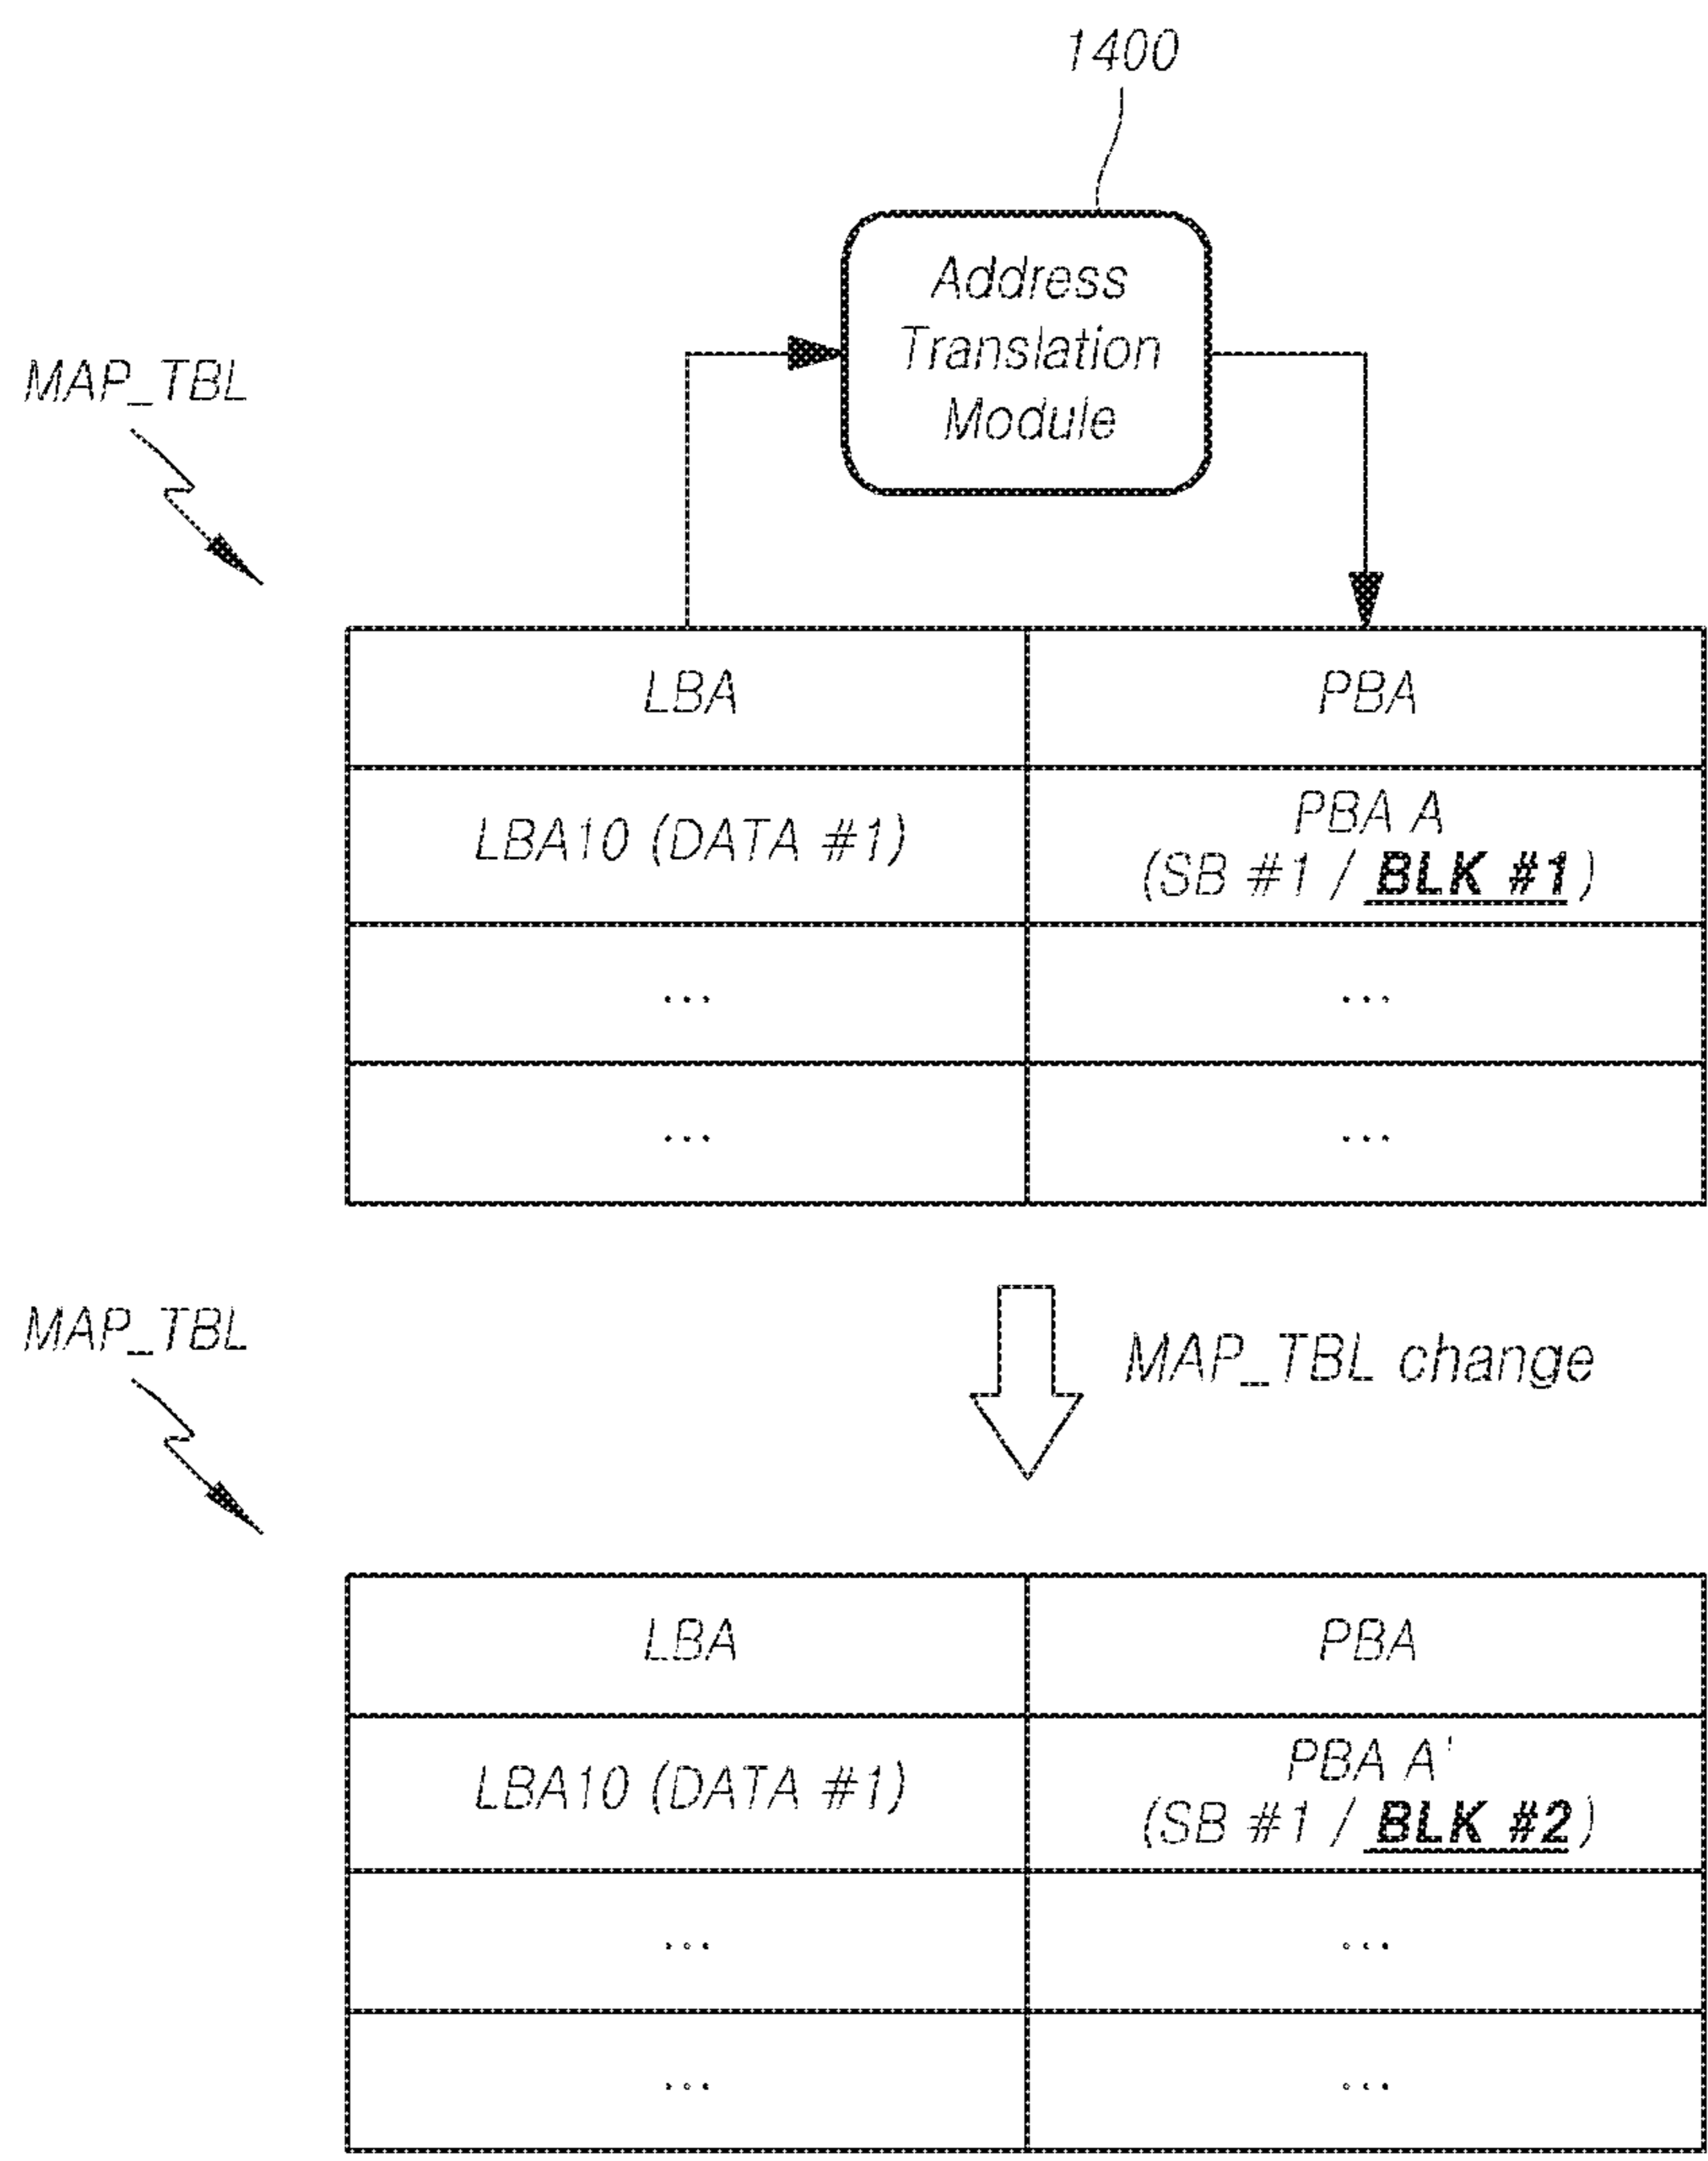 1400
Address
Translation
Module
MAP_TBL
LBA PBA
LBA10 (DATA #1) PBA A
(SB #1 / BLK #1)
... ...
... ...
MAP_TBL change
MAP_TBL
LBA PBA
LBA10 (DATA #1) PBA A'
(SB #1 / BLK #2)
... ...
... ...